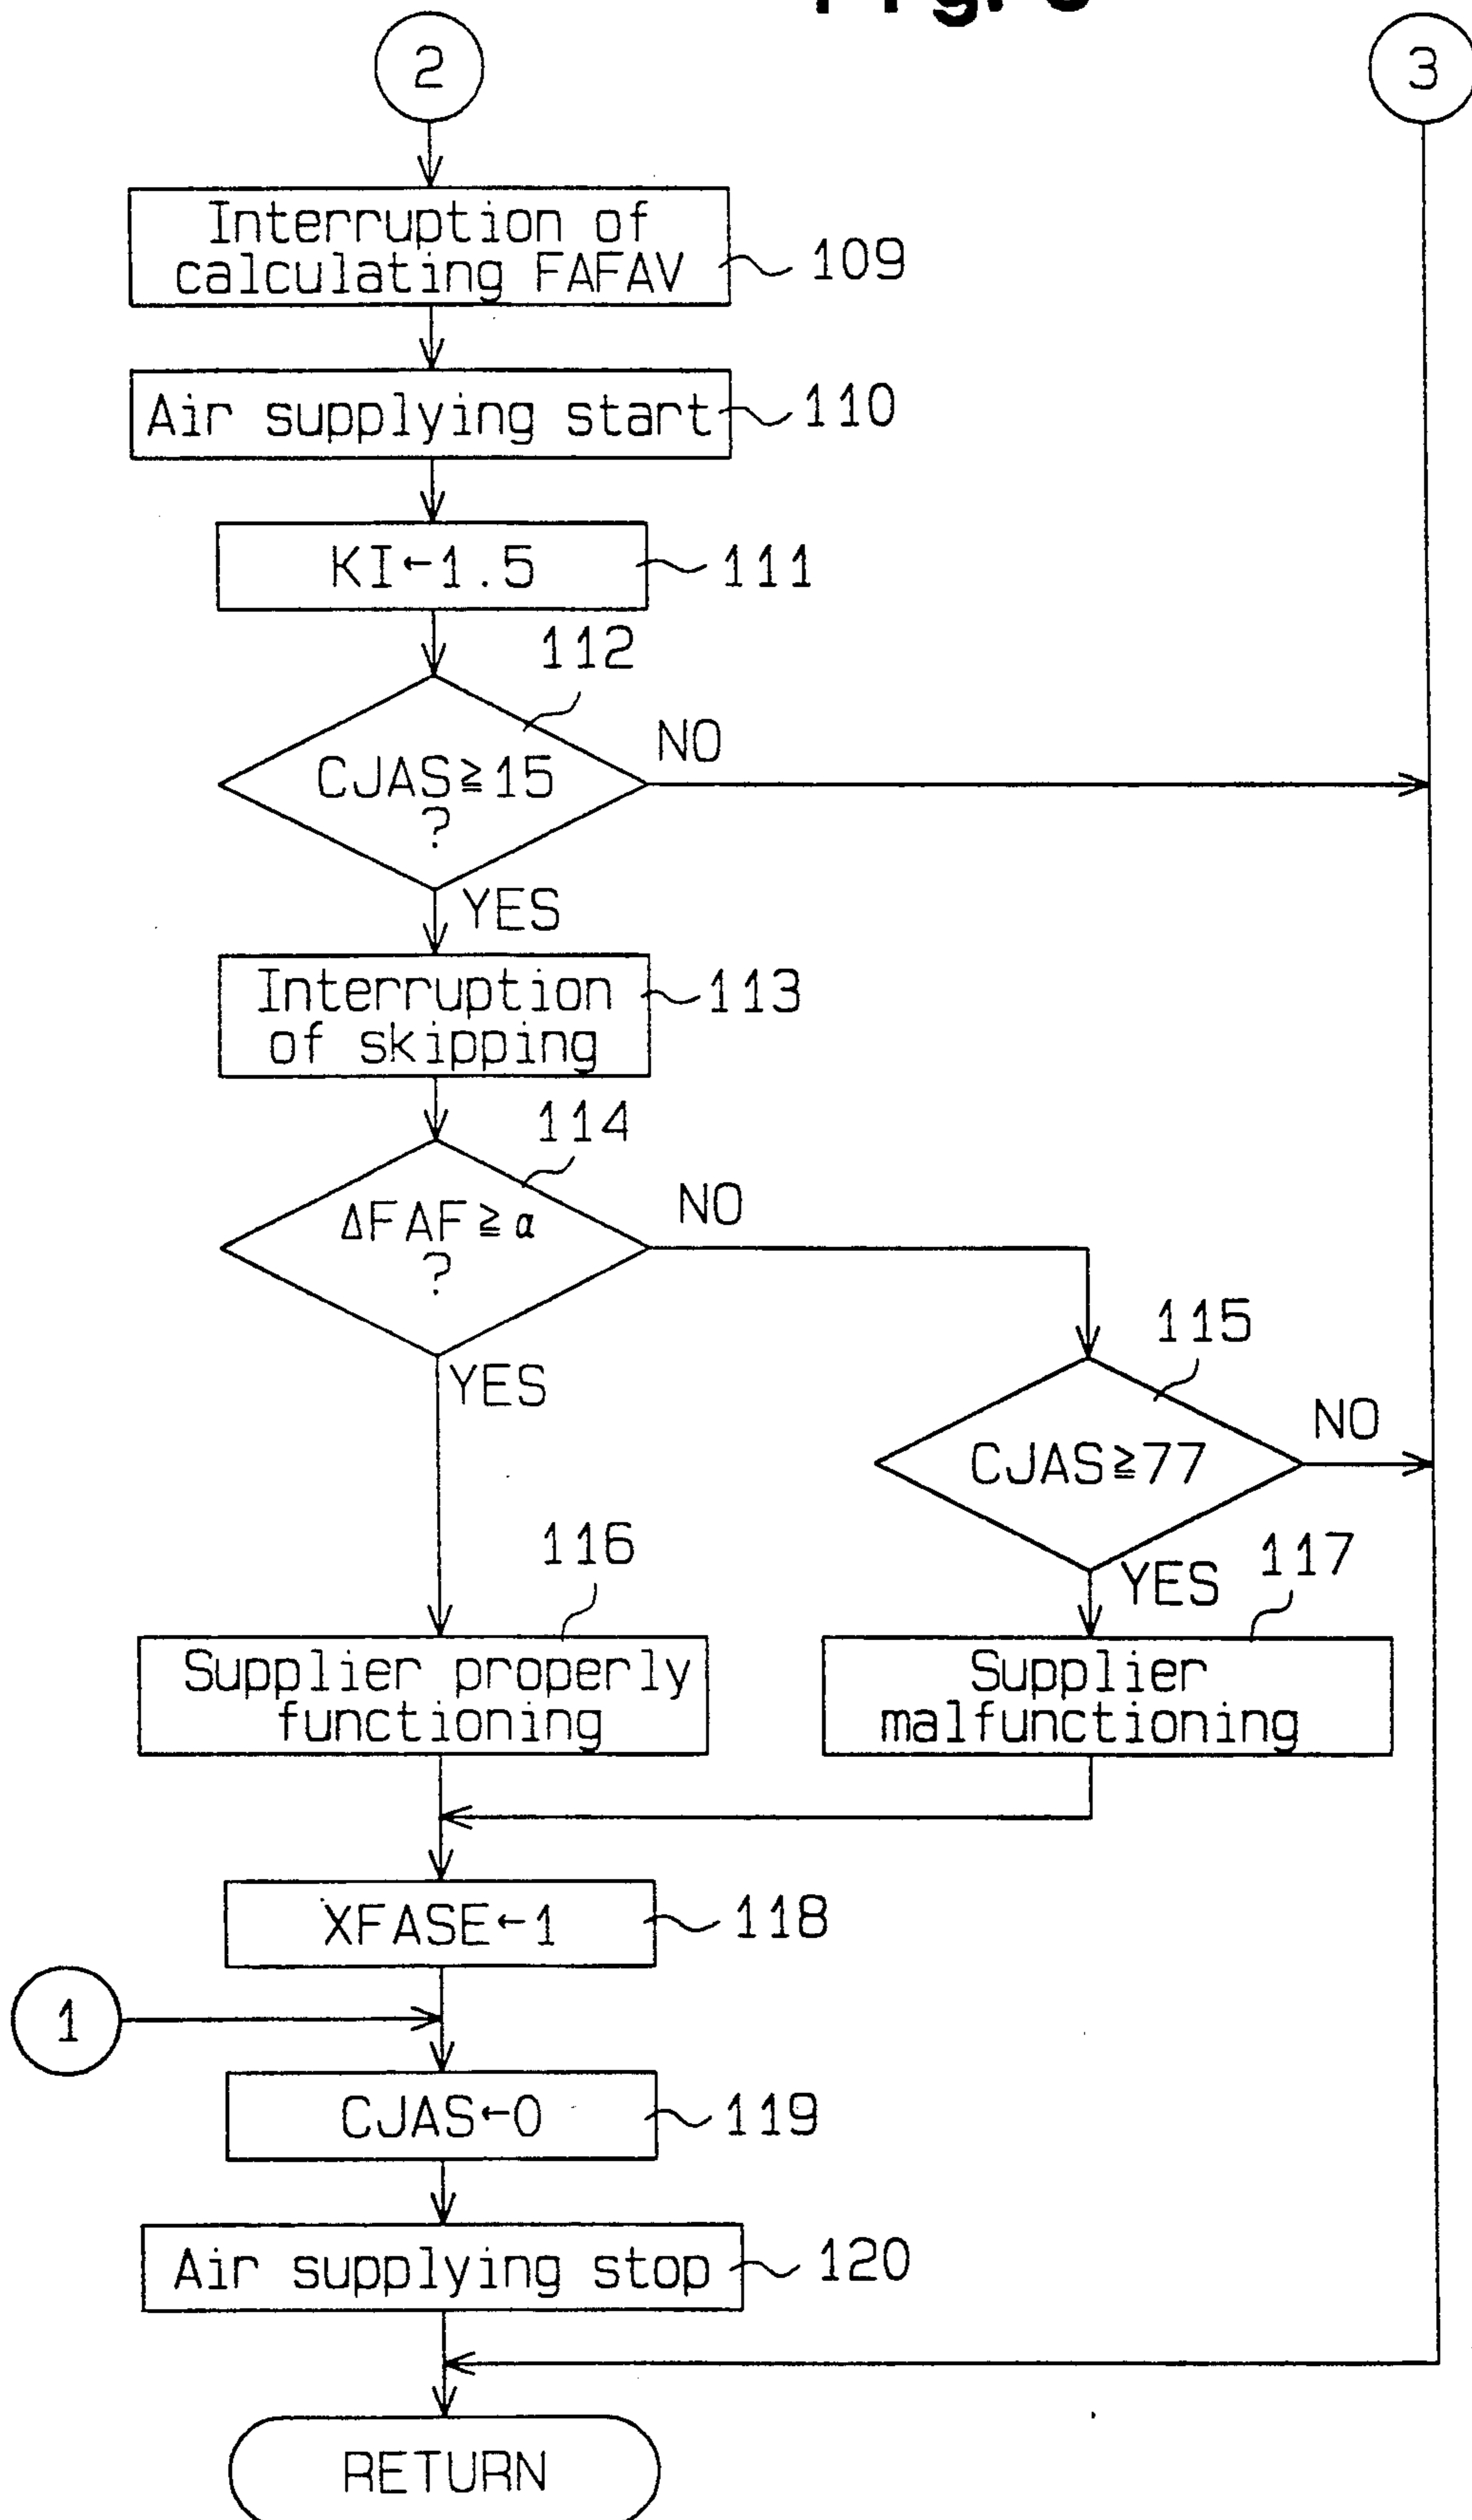 2
3
Interruption of
calculating FAFAV
109
Air supplying start
110
KI←1.5
111
112
CJAS≧15
?
NO
YES
Interruption
of skipping
113
114
ΔFAF≧α
?
NO
YES
115
CJAS≧77
NO
YES
116
117
Supplier properly
functioning
Supplier
malfunctioning
XFASE←1
118
1
CJAS←0
119
Air supplying stop
120
RETURN